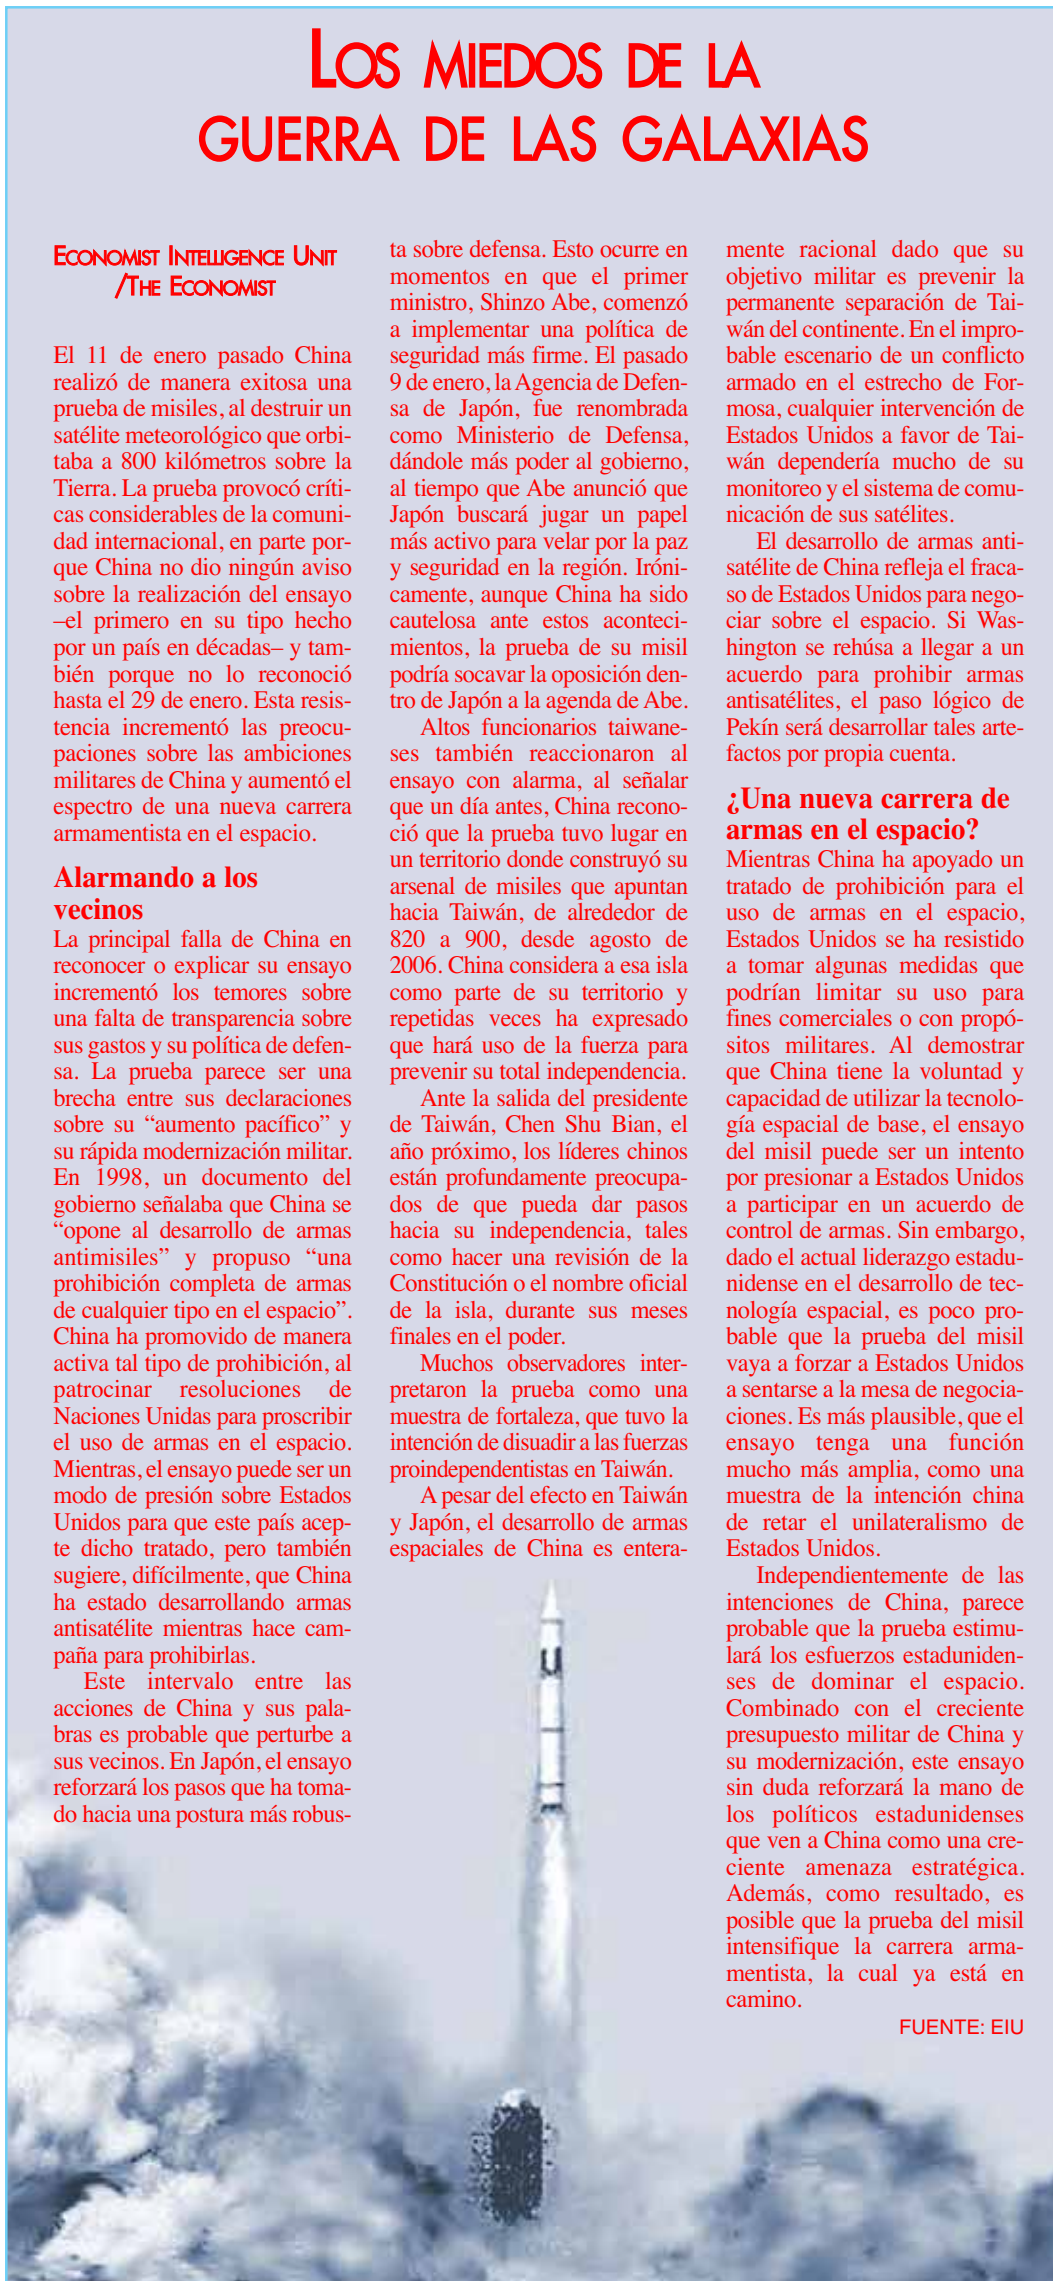 LOS MIEDOS DE LA
GUERRA DE LAS GALAXIAS
ECONOMIST INTELLIGENCE UNIT
/THE ECONOMIST
El 11 de enero pasado China
realizó de manera exitosa una
prueba de misiles, al destruir un
satélite meteorológico que orbi-
taba a 800 kilómetros sobre la
Tierra. La prueba provocó críti-
cas considerables de la comuni-
dad internacional, en parte por-
que China no dio ningún aviso
sobre la realización del ensayo
–el primero en su tipo hecho
por un país en décadas– y tam-
bién porque no lo reconoció
hasta el 29 de enero. Esta resis-
tencia incrementó las preocu-
paciones sobre las ambiciones
militares de China y aumentó el
espectro de una nueva carrera
armamentista en el espacio.
Alarmando a los
vecinos
La principal falla de China en
reconocer o explicar su ensayo
incrementó los temores sobre
una falta de transparencia sobre
sus gastos y su política de defen-
sa. La prueba parece ser una
brecha entre sus declaraciones
sobre su “aumento pacífico” y
su rápida modernización militar.
En 1998, un documento del
gobierno señalaba que China se
“opone al desarrollo de armas
antimisiles” y propuso “una
prohibición completa de armas
de cualquier tipo en el espacio”.
China ha promovido de manera
activa tal tipo de prohibición, al
patrocinar resoluciones de
Naciones Unidas para proscribir
el uso de armas en el espacio.
Mientras, el ensayo puede ser un
modo de presión sobre Estados
Unidos para que este país acep-
te dicho tratado, pero también
sugiere, difícilmente, que China
ha estado desarrollando armas
antisatélite mientras hace cam-
paña para prohibirlas.
Este intervalo entre las
acciones de China y sus pala-
bras es probable que perturbe a
sus vecinos. En Japón, el ensayo
reforzará los pasos que ha toma-
do hacia una postura más robus-
ta sobre defensa. Esto ocurre en
momentos en que el primer
ministro, Shinzo Abe, comenzó
a implementar una política de
seguridad más firme. El pasado
9 de enero, la Agencia de Defen-
sa de Japón, fue renombrada
como Ministerio de Defensa,
dándole más poder al gobierno,
al tiempo que Abe anunció que
Japón buscará jugar un papel
más activo para velar por la paz
y seguridad en la región. Iróni-
camente, aunque China ha sido
cautelosa ante estos aconteci-
mientos, la prueba de su misil
podría socavar la oposición den-
tro de Japón a la agenda de Abe.
Altos funcionarios taiwane-
ses también reaccionaron al
ensayo con alarma, al señalar
que un día antes, China recono-
ció que la prueba tuvo lugar en
un territorio donde construyó su
arsenal de misiles que apuntan
hacia Taiwán, de alrededor de
820 a 900, desde agosto de
2006. China considera a esa isla
como parte de su territorio y
repetidas veces ha expresado
que hará uso de la fuerza para
prevenir su total independencia.
Ante la salida del presidente
de Taiwán, Chen Shu Bian, el
año próximo, los líderes chinos
están profundamente preocupa-
dos de que pueda dar pasos
hacia su independencia, tales
como hacer una revisión de la
Constitución o el nombre oficial
de la isla, durante sus meses
finales en el poder.
Muchos observadores inter-
pretaron la prueba como una
muestra de fortaleza, que tuvo la
intención de disuadir a las fuerzas
proindependentistas en Taiwán.
A pesar del efecto en Taiwán
y Japón, el desarrollo de armas
espaciales de China es entera-
mente racional dado que su
objetivo militar es prevenir la
permanente separación de Tai-
wán del continente. En el impro-
bable escenario de un conflicto
armado en el estrecho de For-
mosa, cualquier intervención de
Estados Unidos a favor de Tai-
wán dependería mucho de su
monitoreo y el sistema de comu-
nicación de sus satélites.
El desarrollo de armas anti-
satélite de China refleja el fraca-
so de Estados Unidos para nego-
ciar sobre el espacio. Si Was-
hington se rehúsa a llegar a un
acuerdo para prohibir armas
antisatélites, el paso lógico de
Pekín será desarrollar tales arte-
factos por propia cuenta.
¿Una nueva carrera de
armas en el espacio?
Mientras China ha apoyado un
tratado de prohibición para el
uso de armas en el espacio,
Estados Unidos se ha resistido
a tomar algunas medidas que
podrían limitar su uso para
fines comerciales o con propó-
sitos militares. Al demostrar
que China tiene la voluntad y
capacidad de utilizar la tecnolo-
gía espacial de base, el ensayo
del misil puede ser un intento
por presionar a Estados Unidos
a participar en un acuerdo de
control de armas. Sin embargo,
dado el actual liderazgo estadu-
nidense en el desarrollo de tec-
nología espacial, es poco pro-
bable que la prueba del misil
vaya a forzar a Estados Unidos
a sentarse a la mesa de negocia-
ciones. Es más plausible, que el
ensayo tenga una función
mucho más amplia, como una
muestra de la intención china
de retar el unilateralismo de
Estados Unidos.
Independientemente de las
intenciones de China, parece
probable que la prueba estimu-
lará los esfuerzos estaduniden-
ses de dominar el espacio.
Combinado con el creciente
presupuesto militar de China y
su modernización, este ensayo
sin duda reforzará la mano de
los políticos estadunidenses
que ven a China como una cre-
ciente amenaza estratégica.
Además, como resultado, es
posible que la prueba del misil
intensifique la carrera arma-
mentista, la cual ya está en
camino.
FUENTE: EIU